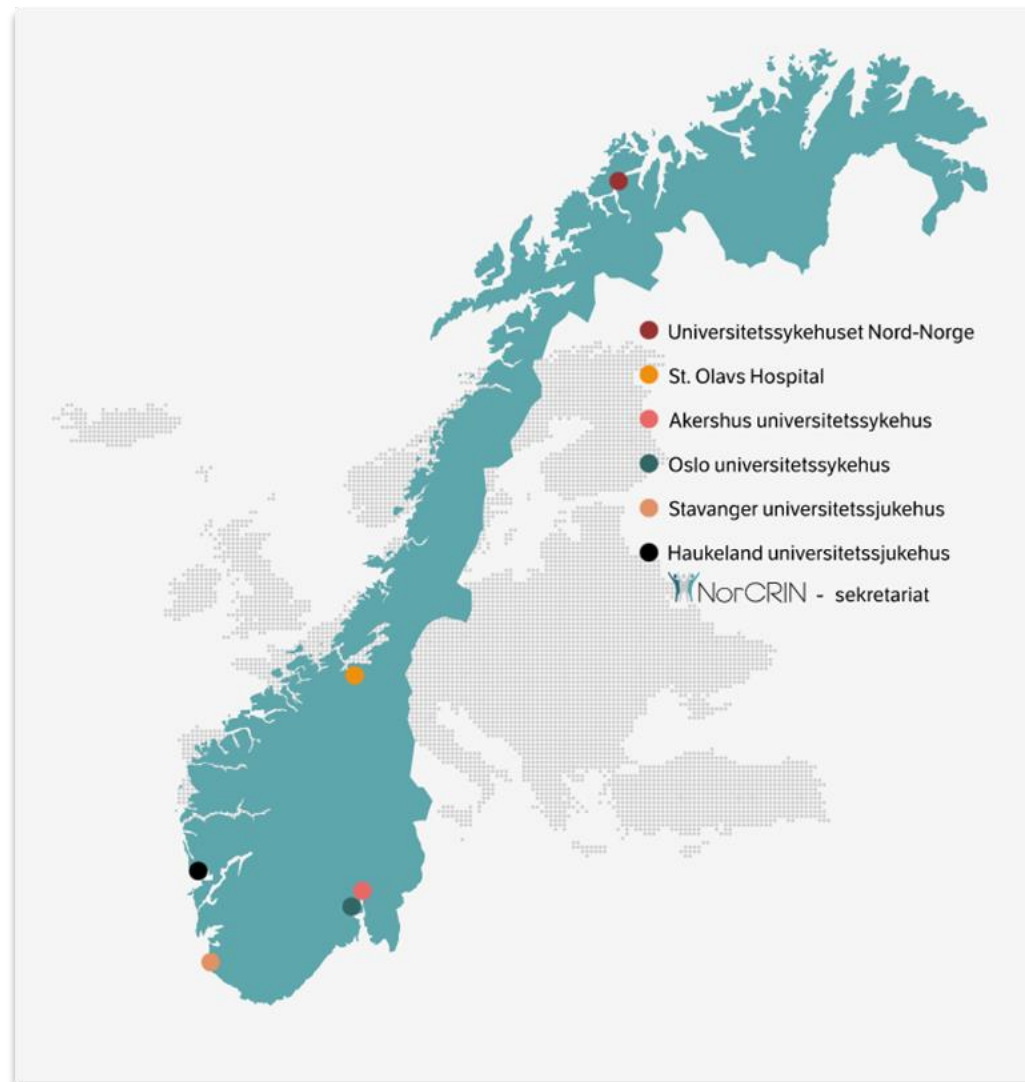 Universitetssykehuset Nord-Norge
St. Olavs Hospital
Akershus universitetssykehus
Oslo universitetssykehus
Stavanger universitetssjukehus
Haukeland universitetssjukehus
NorCRIN - sekretariat